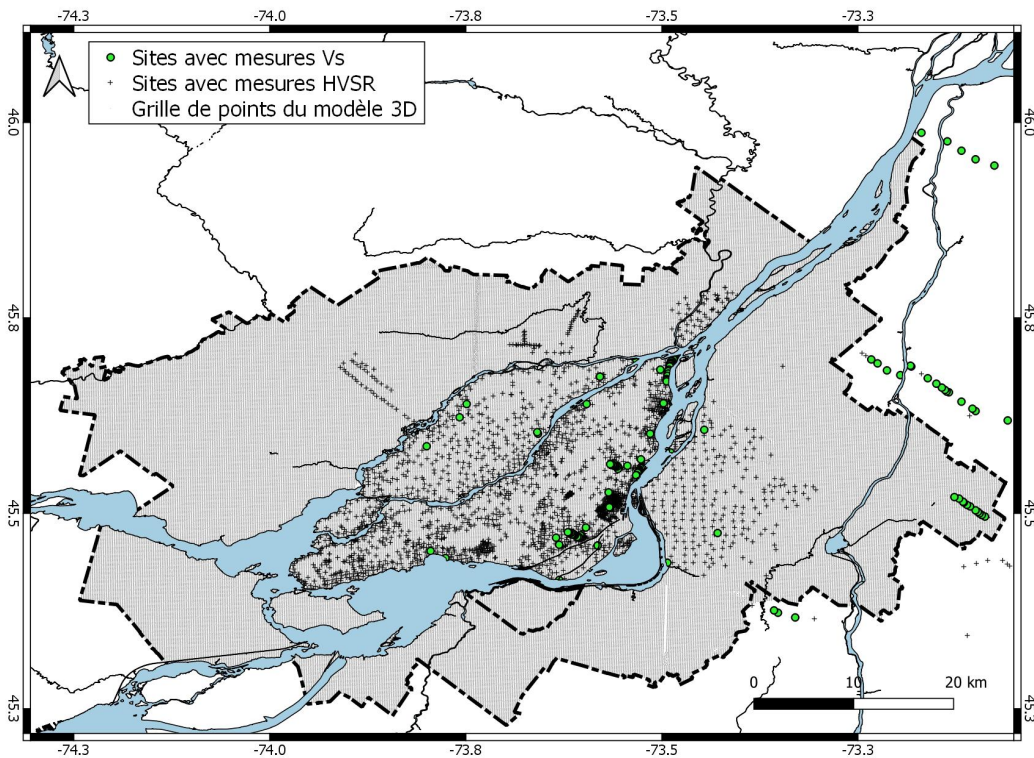 -74.3 -74.0 -73.8 -73.5 -73.3
Sites avec mesures Vs
Sites avec mesures HVSR
Grille de points du modèle 3D
46.0 46.0
45.8 45.8
45.5 45.5
45.3 45.3
0 10 20 km
-74.3 -74.0 -73.8 -73.5 -73.3